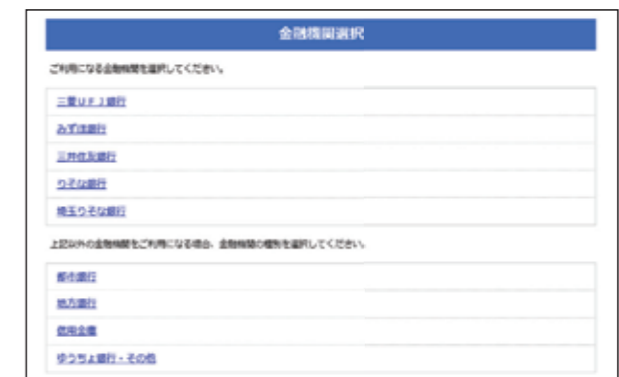 金融機関選択
ご利用になる金融機関を選択してください。
三菱UFJ銀行
みずほ銀行
三井住友銀行
りそな銀行
埼玉りそな銀行
上記以外の金融機関をご利用になる場合、金融機関の種別を選択してください。
都市銀行
地方銀行
信用金庫
ゆうちょ銀行・その他